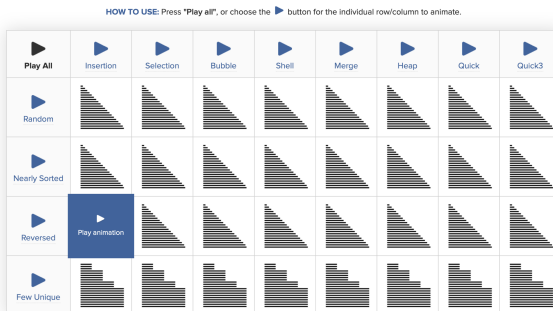 HOW TO USE: Press "Play all", or choose the button for the individual row/column to animate.
Play All Insertion Selection Bubble Shell Merge Heap Quick Quick3
Random
Nearly Sorted
Play animation
Reversed
Few Unique